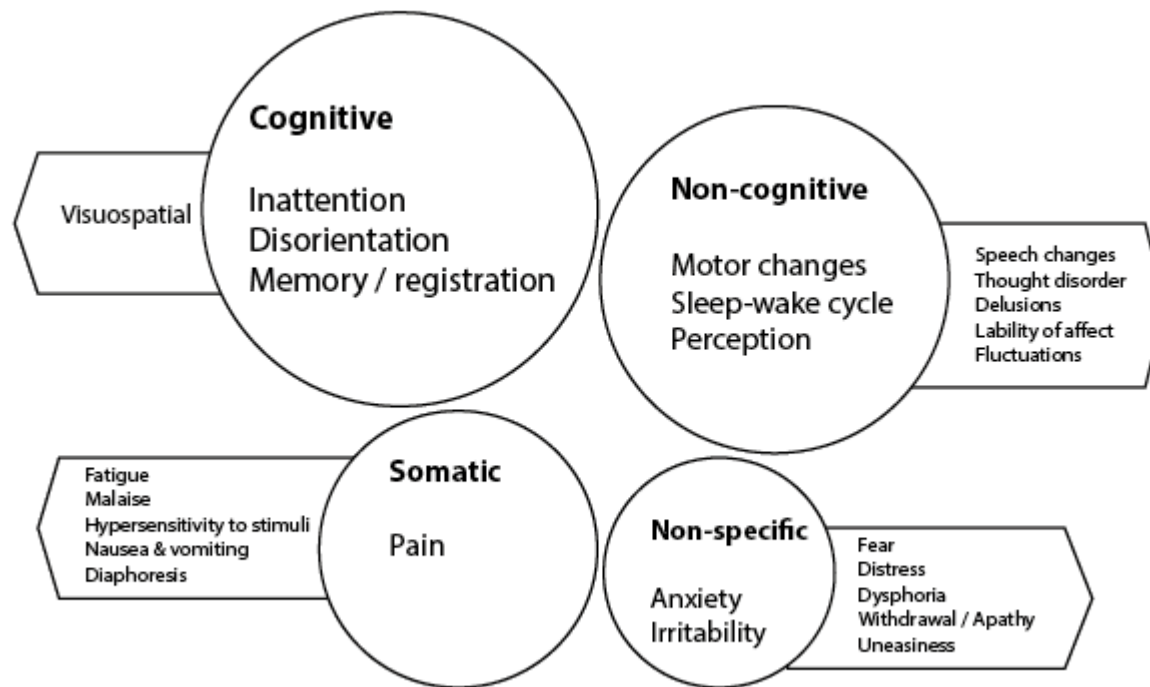 Cognitive
Inattention
Disorientation
Memory / registration
Visuospatial
Non-cognitive
Motor changes
Sleep-wake cycle
Perception
Speech changes
Thought disorder
Delusions
Lability of affect
Fluctuations
Somatic
Pain
Fatigue
Malaise
Hypersensitivity to stimuli
Nausea & vomiting
Diaphoresis
Non-specific
Anxiety
Irritability
Fear
Distress
Dysphoria
Withdrawal / Apathy
Uneasiness